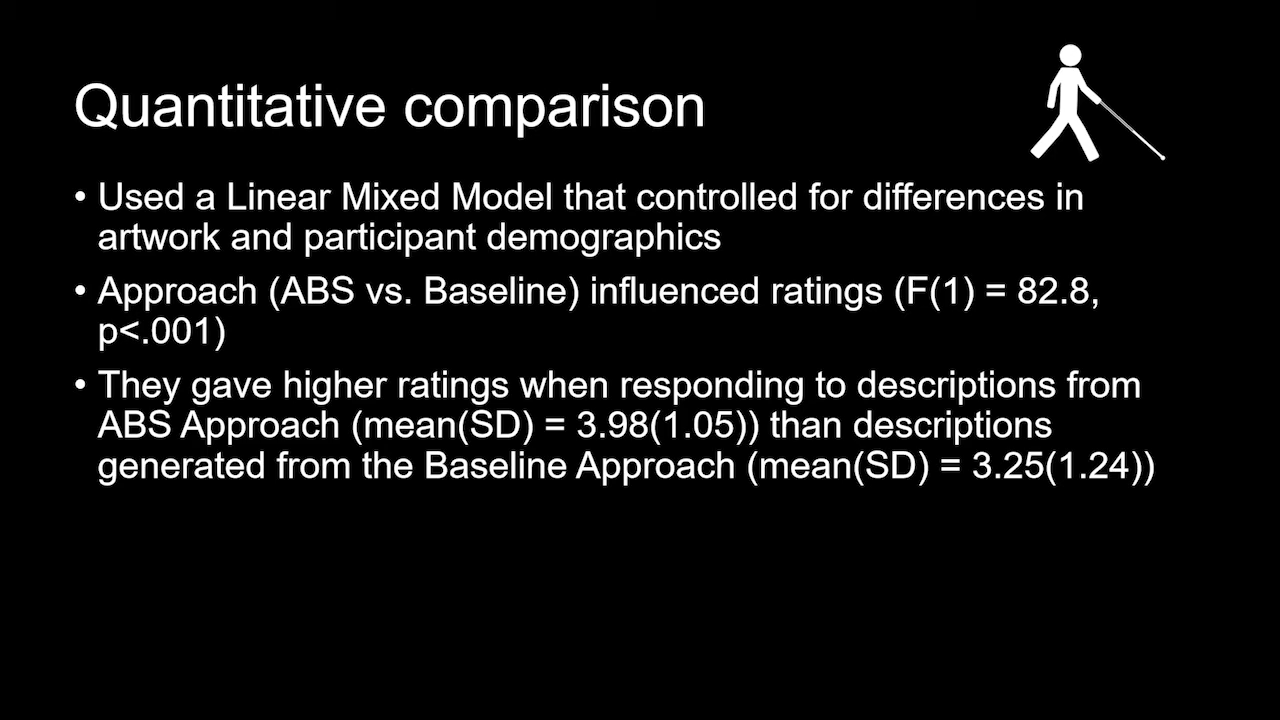 Quantitative comparison
• Used a Linear Mixed Model that controlled for differences in
artwork and participant demographics
• Approach (ABS vs. Baseline) influenced ratings (F(1) = 82.8,
p<.001)
• They gave higher ratings when responding to descriptions from
ABS Approach (mean(SD) = 3.98(1.05)) than descriptions
generated from the Baseline Approach (mean(SD) = 3.25(1.24))